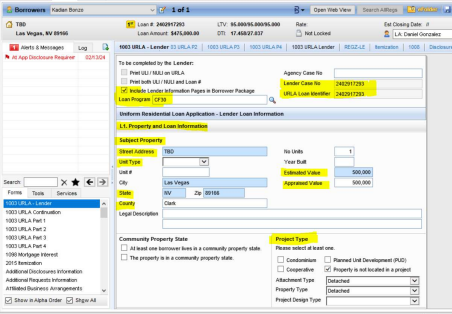 Borrowers Kadian Bonzo 1 of 1 Open Web View Search AllRegs
TBD 1st Loan #: 2402917293 LTV: 95.000/95.000/95.000 Rate: Est Closing Date: //
Las Vegas, NV 89166 Loan Amount: $475,000.00 DTI: 17.458/27.837 Not Locked LA: Daniel Gonzalez
Alerts & Messages Log
At App Disclosure Requirer 02/13/24
1003 URLA - Lender 03 URLA P2 1003 URLA P3 1003 URLA P4 1003 URLA Lender REGZ-LE Itemization 1008 Disclosure
To be completed by the Lender:
Print ULI / NULI on URLA Agency Case No
Print both ULI / NULI and Loan # Lender Case No 2402917293
Include Lender Information Pages in Borrower Package URLA Loan Identifier 2402917293
Loan Program CF30
Uniform Residential Loan Application - Lender Loan Information
L1. Property and Loan Information
Subject Property
Street Address TBD No Units 1
Unit Type Year Built
Unit # Estimated Value 500,000
City Las Vegas Appraised Value 500,000
State NV Zip 89166
County Clark
Legal Description
Search:
Forms Tools Services
1003 URLA - Lender
1003 URLA Continuation
1003 URLA Part 1
1003 URLA Part 2
1003 URLA Part 3
1003 URLA Part 4
1098 Mortgage Interest
2015 Itemization
Additional Disclosures Information
Additional Requests Information
Affiliated Business Arrangements
Show in Alpha Order Show All
Community Property State
At least one borrower lives in a community property state.
The property is in a community property state.
Project Type
Please select at least one.
Condominium Planned Unit Development (PUD)
Cooperative Property is not located in a project
Attachment Type Detached
Property Type Detached
Project Design Type